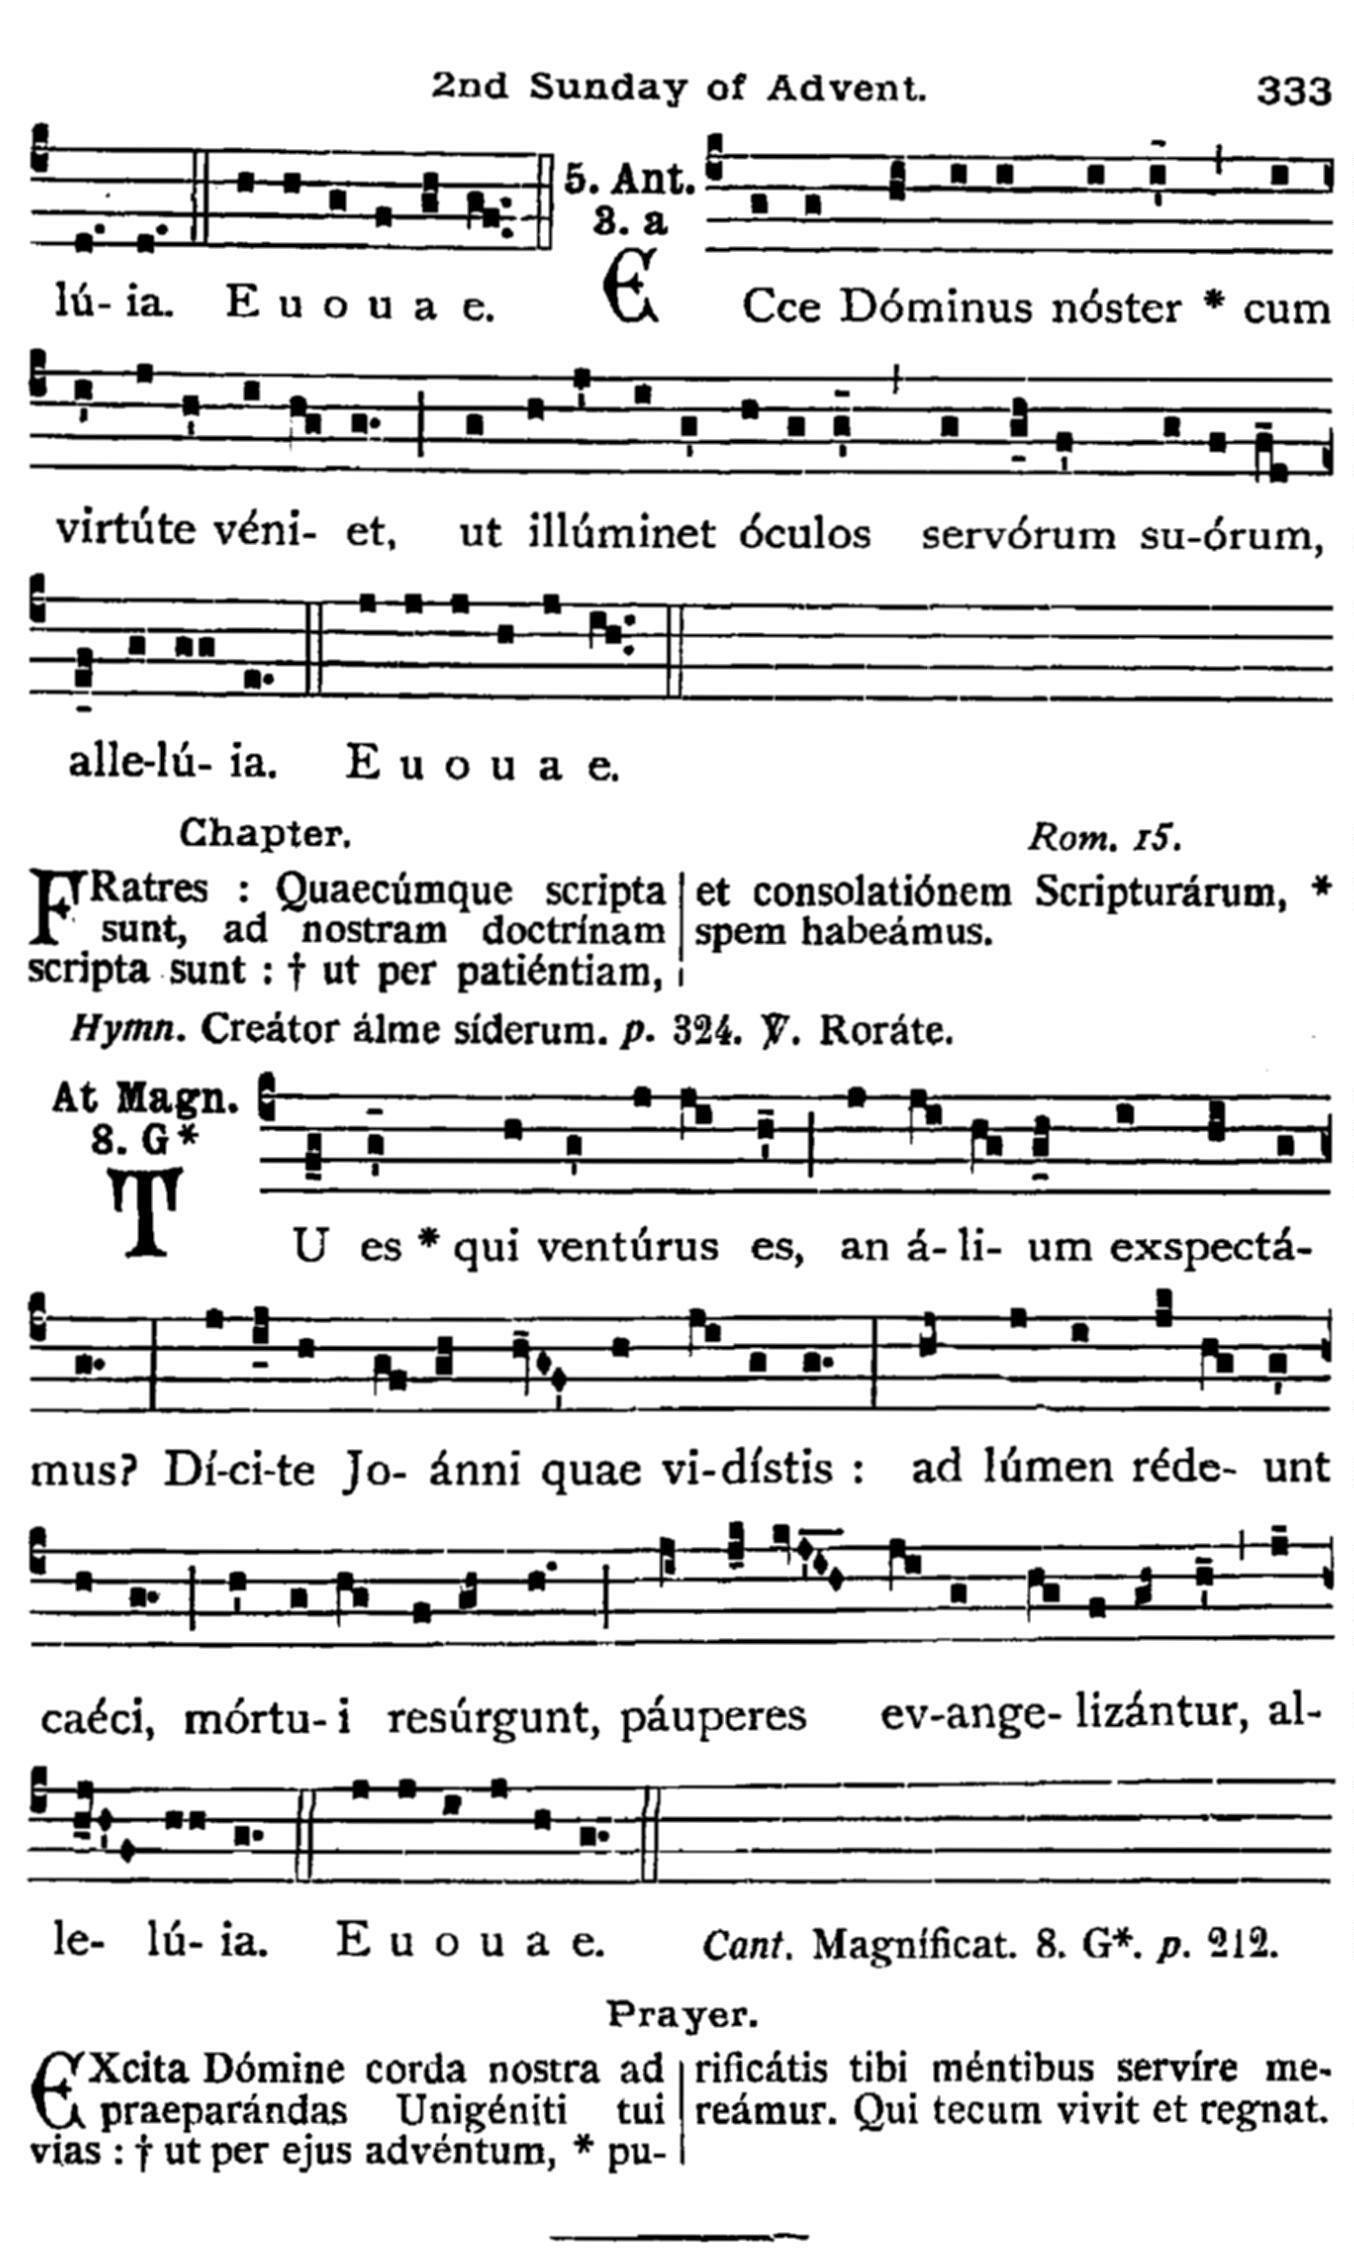 2nd Sunday of Advent. 333
5. Ant.
3. a
lú- ia. E u o u a e. ECce Dóminus nóster * cum
virtúte véni- et, ut illúminet óculos servórum su-órum,
alle-lú- ia. E u o u a e.
Chapter. Rom. 15.
FRatres : Quaecúmque scripta
sunt, ad nostram doctrínam
scripta sunt : † ut per patiéntiam,
et consolatiónem Scripturárum, *
spem habeámus.
Hymn. Creátor álme síderum. p. 324. ℣. Roráte.
At Magn.
8. G*
TU es * qui ventúrus es, an á- li- um exspectá-
mus? Dí-ci-te Jo- ánni quae vi-dístis : ad lúmen réde- unt
caéci, mórtu- i resúrgunt, páuperes ev-ange- lizántur, al-
le- lú- ia. E u o u a e. Cant. Magníficat. 8. G*. p. 212.
Prayer.
EXcita Dómine corda nostra ad
praeparándas Unigéniti tui
vias : † ut per ejus advéntum, * pu-
rificátis tibi méntibus servíre me-
reámur. Qui tecum vivit et regnat.